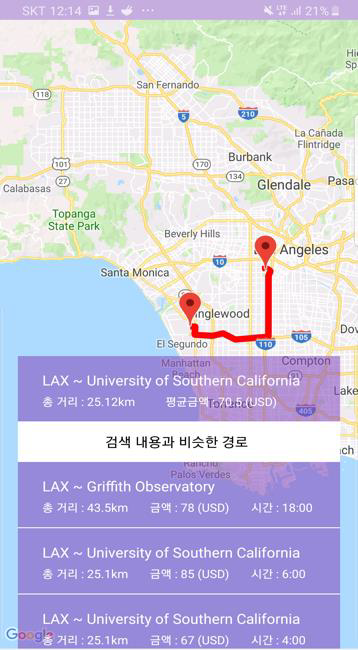 SKT 12:14 ... LTE 21%
118
San Fernando
5
210
La Cañada
Flintridge
Burbank
101
170
134
27
Glendale
Pasa
Calabasas
Topanga
State Park
Beverly Hills
Angeles
10
Santa Monica
Inglewood
El Segundo
110
105
Dow
Manhattan
Beach
Compton
LAX ~ University of Southern California
총 거리 : 25.12km 평균금액 : 70.5 (USD)
Torrance
405
Lake
검색 내용과 비슷한 경로
ach
Rancho
Palos Verdes
LAX ~ Griffith Observatory
총 거리 : 43.5km 금액 : 78 (USD) 시간 : 18:00
LAX ~ University of Southern California
총 거리 : 25.1km 금액 : 85 (USD) 시간 : 6:00
LAX ~ University of Southern California
Google
총 거리 : 25.1km 금액 : 67 (USD) 시간 : 4:00